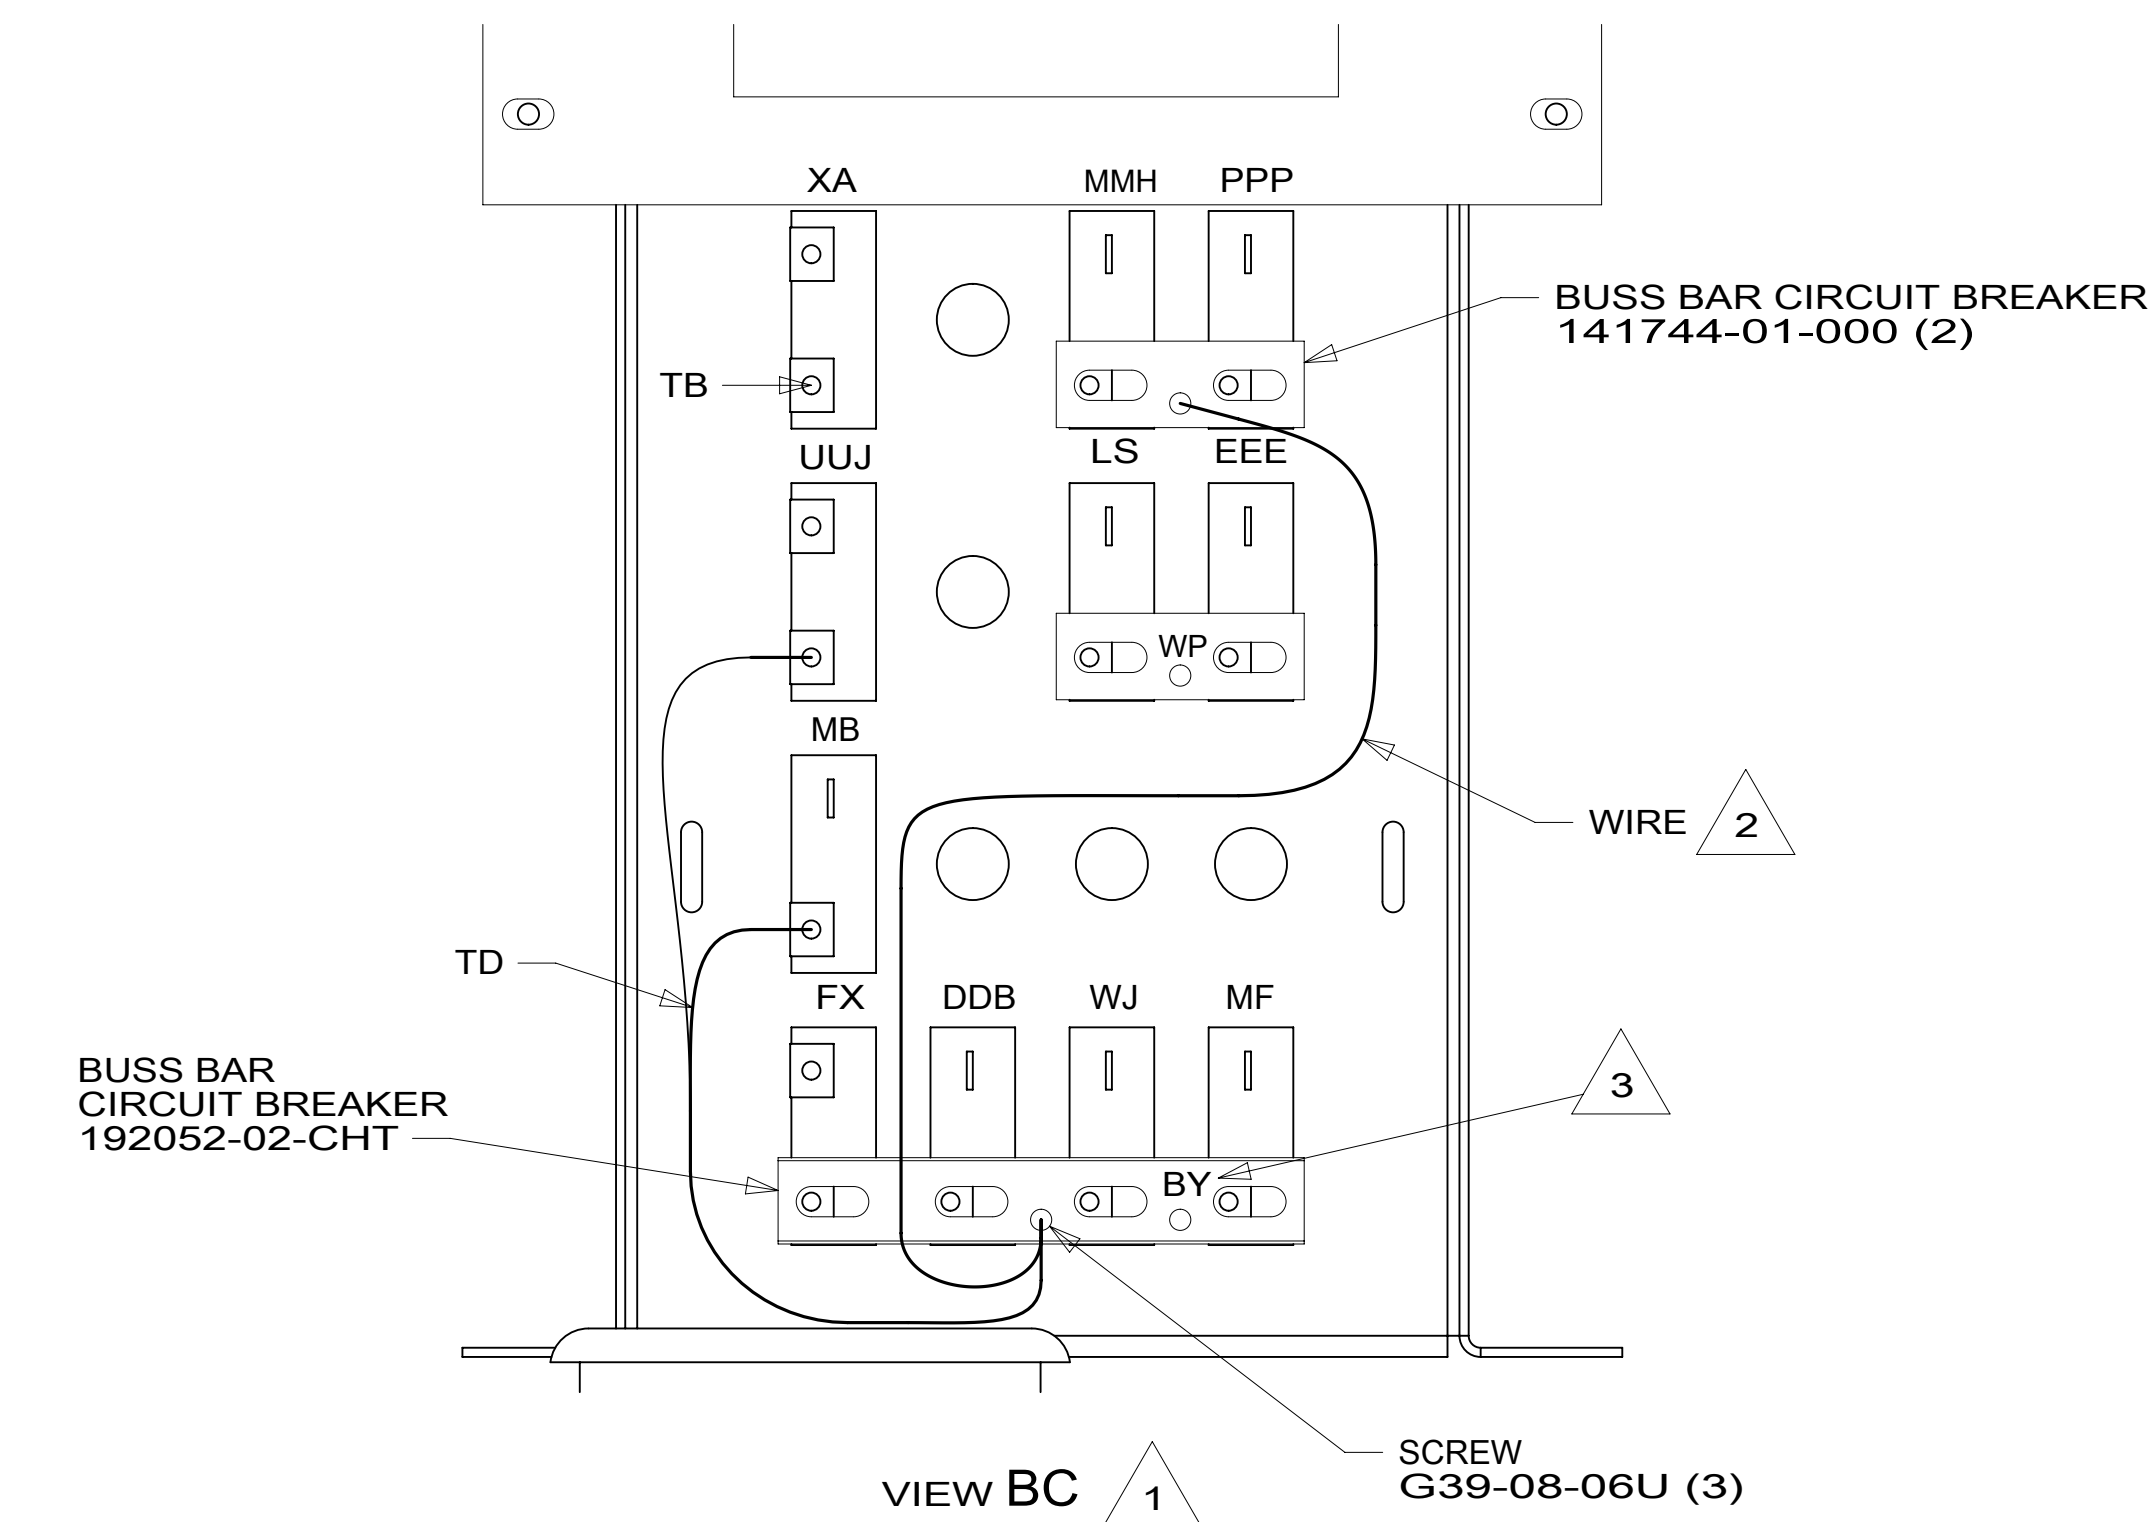 XA MMH PPP
BUSS BAR CIRCUIT BREAKER
141744-01-000 (2)
TB
UUJ LS EEE
WP
MB
WIRE 2
TD
FX DDB WJ MF
BUSS BAR
CIRCUIT BREAKER
192052-02-CHT
3
BY
SCREW
G39-08-06U (3)
VIEW BC 1